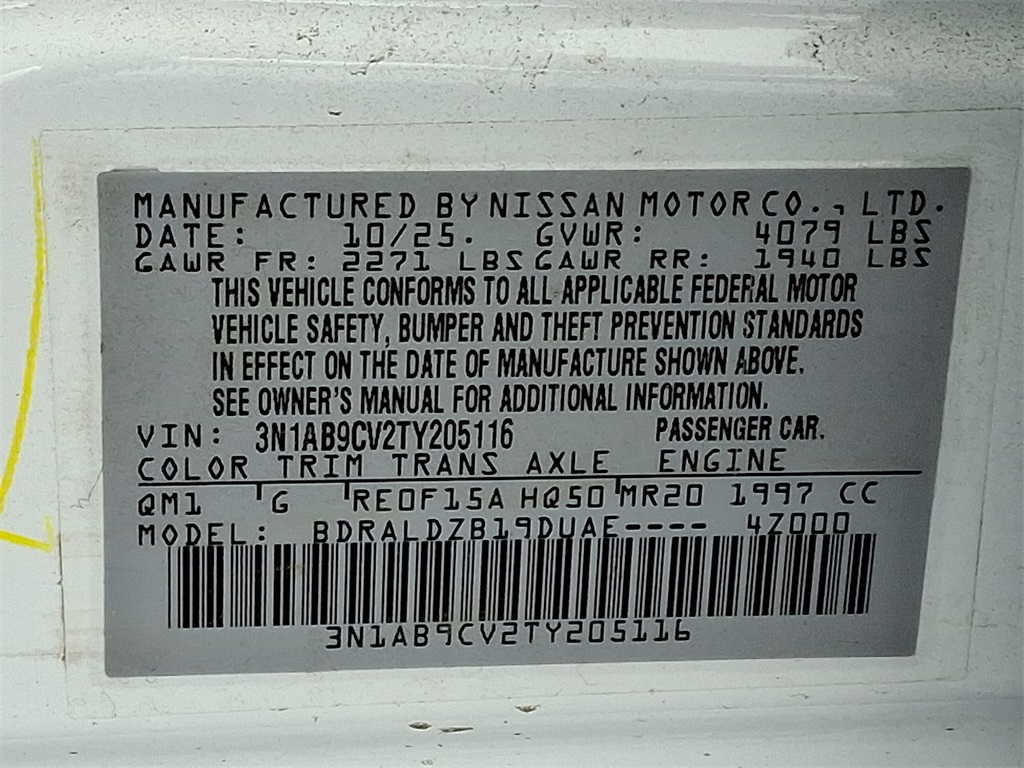 MANUFACTURED BY NISSAN MOTOR CO., LTD.
DATE: 10/25. GVWR: 4079 LBS
GAWR FR: 2271 LBS GAWR RR: 1940 LBS
THIS VEHICLE CONFORMS TO ALL APPLICABLE FEDERAL MOTOR
VEHICLE SAFETY, BUMPER AND THEFT PREVENTION STANDARDS
IN EFFECT ON THE DATE OF MANUFACTURE SHOWN ABOVE.
SEE OWNER'S MANUAL FOR ADDITIONAL INFORMATION.
VIN: 3N1AB9CV2TY205116 PASSENGER CAR.
COLOR TRIM TRANS AXLE ENGINE
QM1 G RE0F15A HQ50 MR20 1997 CC
MODEL: BDRALDZB19DUAE---- 4Z000
3N1AB9CV2TY205116